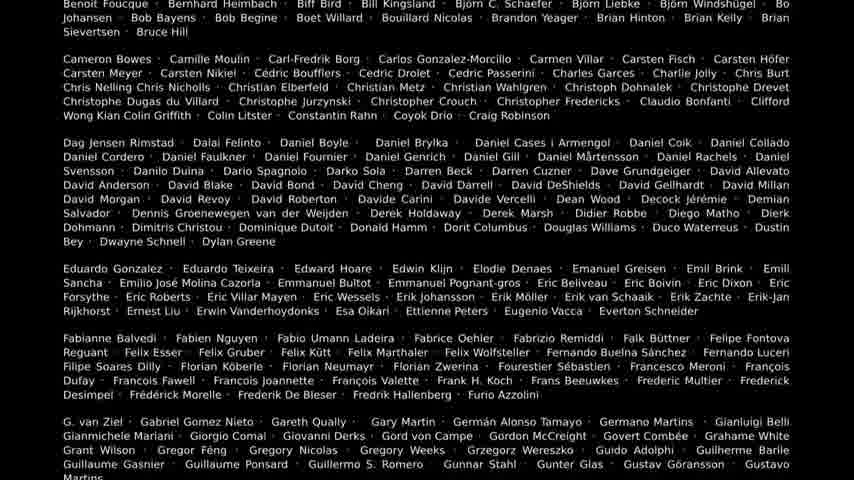 Benoit Foucque · Bernhard Heimbach · Biff Bird · Bill Kingsland · Björn C. Schaefer · Björn Liebke · Björn Windshügel · Bo
Johansen · Bob Bayens · Bob Begine · Boet Willard · Bouillard Nicolas · Brandon Yeager · Brian Hinton · Brian Kelly · Brian
Sievertsen · Bruce Hill
Cameron Bowes · Camille Moulin · Carl-Fredrik Borg · Carlos Gonzalez-Morcillo · Carmen Villar · Carsten Fisch · Carsten Höfer
Carsten Meyer · Carsten Nikiel · Cédric Boufflers · Cedric Drolet · Cedric Passerini · Charles Garces · Charlie Jolly · Chris Burt
Chris Nelling Chris Nicholls · Christian Elberfeld · Christian Metz · Christian Wahlgren · Christoph Dohnalek · Christophe Drevet
Christophe Dugas du Villard · Christophe Jurzynski · Christopher Crouch · Christopher Fredericks · Claudio Bonfanti · Clifford
Wong Kian Colin Griffith · Colin Litster · Constantin Rahn · Coyok Drio · Craig Robinson
Dag Jensen Rimstad · Dalai Felinto · Daniel Boyle · Daniel Brylka · Daniel Cases i Armengol · Daniel Coik · Daniel Collado
Daniel Cordero · Daniel Faulkner · Daniel Fournier · Daniel Genrich · Daniel Gill · Daniel Mårtensson · Daniel Rachels · Daniel
Svensson · Danilo Duina · Dario Spagnolo · Darko Sola · Darren Beck · Darren Cuzner · Dave Grundgeiger · David Allevato
David Anderson · David Blake · David Bond · David Cheng · David Darrell · David DeShields · David Gellhardt · David Millan
David Morgan · David Revoy · David Roberton · Davide Carini · Davide Vercelli · Dean Wood · Decock Jérémie · Demian
Salvador · Dennis Groenewegen van der Weijden · Derek Holdaway · Derek Marsh · Didier Robbe · Diego Matho · Dierk
Dohmann · Dimitris Christou · Dominique Dutoit · Donald Hamm · Dorit Columbus · Douglas Williams · Duco Waterreus · Dustin
Bey · Dwayne Schnell · Dylan Greene
Eduardo Gonzalez · Eduardo Teixeira · Edward Hoare · Edwin Klijn · Elodie Denaes · Emanuel Greisen · Emil Brink · Emill
Sancha · Emilio José Molina Cazorla · Emmanuel Bultot · Emmanuel Pognant-gros · Eric Beliveau · Eric Boivin · Eric Dixon · Eric
Forsythe · Eric Roberts · Eric Villar Mayen · Eric Wessels · Erik Johansson · Erik Möller · Erik van Schaaik · Erik Zachte · Erik-Jan
Rijkhorst · Ernest Liu · Erwin Vanderhoydonks · Esa Oikari · Ettienne Peters · Eugenio Vacca · Everton Schneider
Fabianne Balvedi · Fabien Nguyen · Fabio Umann Ladeira · Fabrice Oehler · Fabrizio Remiddi · Falk Büttner · Felipe Fontova
Reguant · Felix Esser · Felix Gruber · Felix Kütt · Felix Marthaler · Felix Wolfsteller · Fernando Buelna Sánchez · Fernando Luceri
Filipe Soares Dilly · Florian Köberle · Florian Neumayr · Florian Zwerina · Fourestier Sébastien · Francesco Meroni · François
Dufay · Francois Fawell · Francois Joannette · François Valette · Frank H. Koch · Frans Beeuwkes · Frederic Multier · Frederick
Desimpel · Frédérick Morelle · Frederik De Bleser · Fredrik Hallenberg · Furio Azzolini
G. van Ziel · Gabriel Gomez Nieto · Gareth Qually · Gary Martin · Germán Alonso Tamayo · Germano Martins · Gianluigi Belli
Gianmichele Mariani · Giorgio Comai · Giovanni Derks · Gord von Campe · Gordon McCreight · Govert Combée · Grahame White
Grant Wilson · Gregor Féng · Gregory Nicolas · Gregory Weeks · Grzegorz Wereszko · Guido Adolphi · Guilherme Barile
Guillaume Gasnier · Guillaume Ponsard · Guillermo S. Romero · Gunnar Stahl · Gunter Glas · Gustav Göransson · Gustavo
Martins